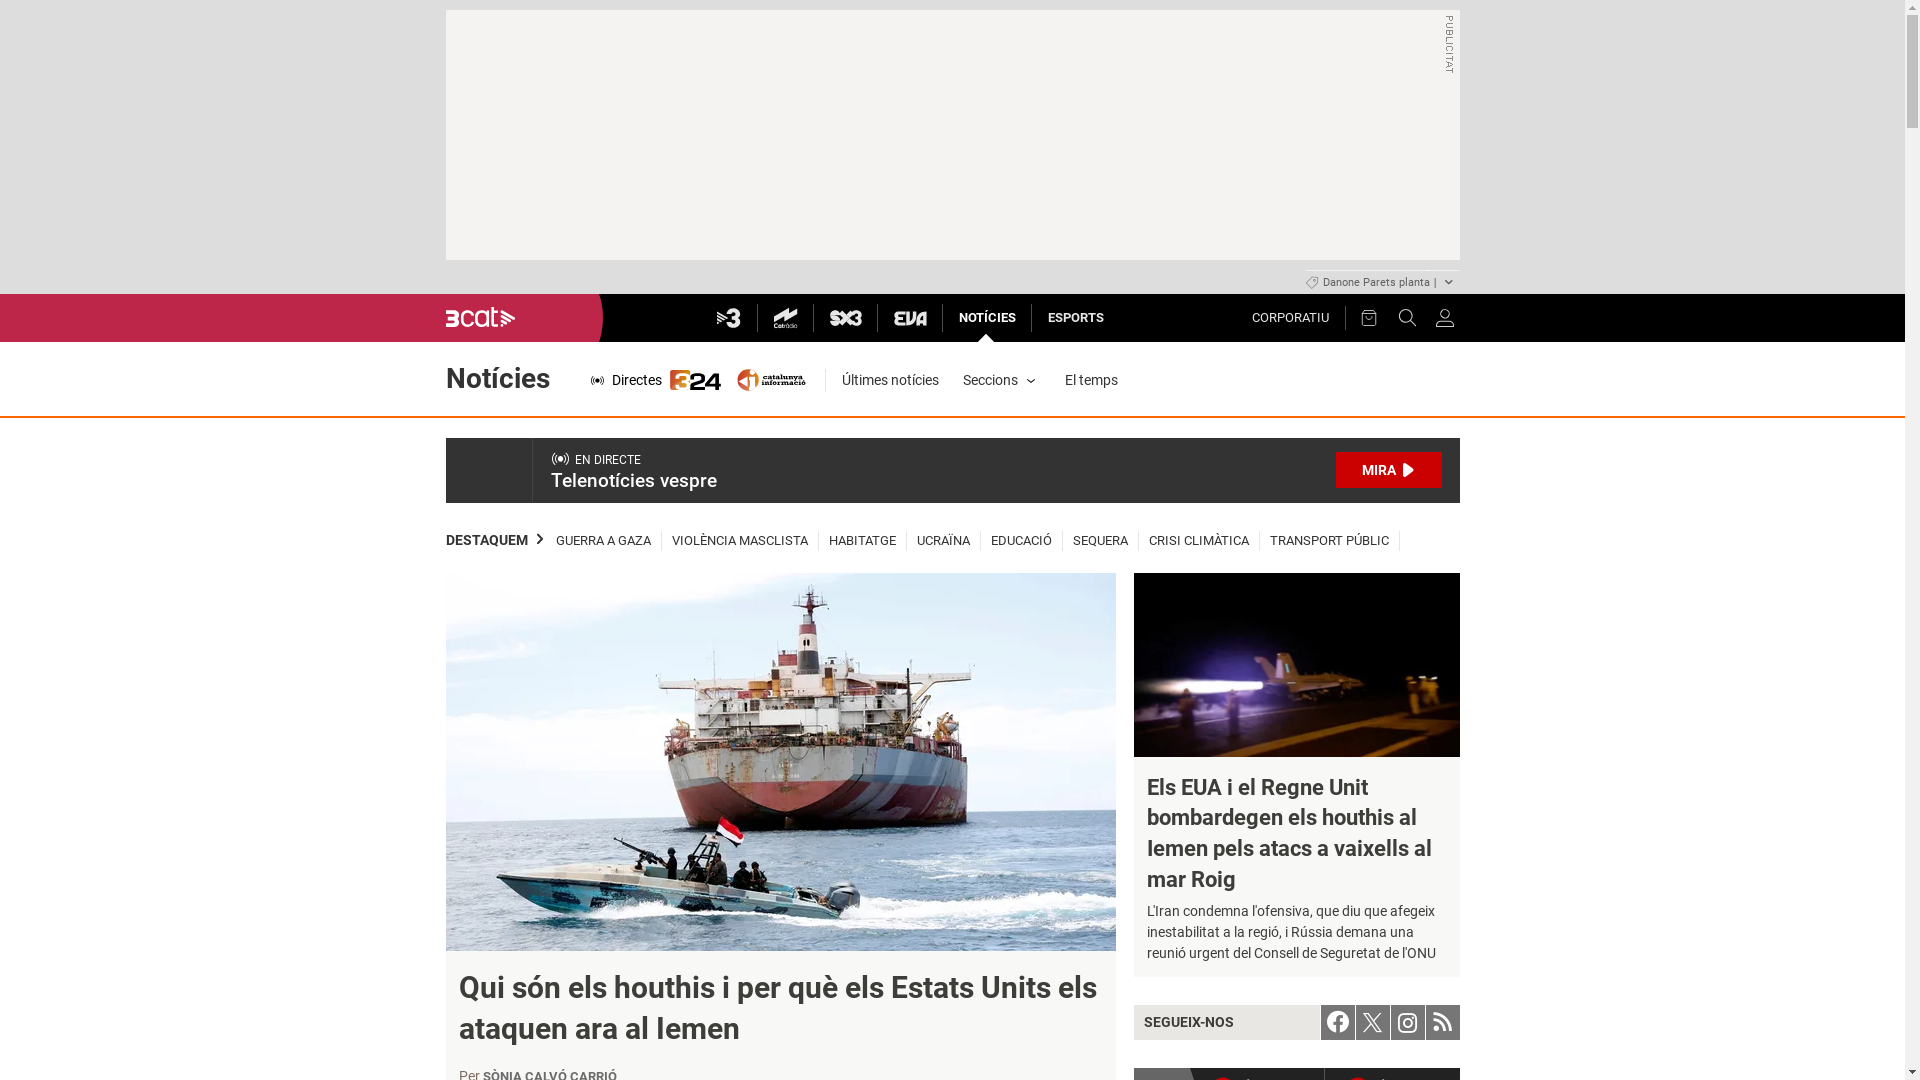 PUBLICITAT
Danone Parets planta |
3cat
3
Catràdio
SX3
EVA
NOTÍCIES
ESPORTS
CORPORATIU
Notícies
Directes
324
catalunya informació
Últimes notícies
Seccions
El temps
EN DIRECTE
Telenotícies vespre
MIRA
DESTAQUEM
GUERRA A GAZA
VIOLÈNCIA MASCLISTA
HABITATGE
UCRAÏNA
EDUCACIÓ
SEQUERA
CRISI CLIMÀTICA
TRANSPORT PÚBLIC
Qui són els houthis i per què els Estats Units els
ataquen ara al Iemen
Per SÒNIA CALVÓ CARRIÓ
Els EUA i el Regne Unit
bombardegen els houthis al
Iemen pels atacs a vaixells al
mar Roig
L'Iran condemna l'ofensiva, que diu que afegeix
inestabilitat a la regió, i Rússia demana una
reunió urgent del Consell de Seguretat de l'ONU
SEGUEIX-NOS